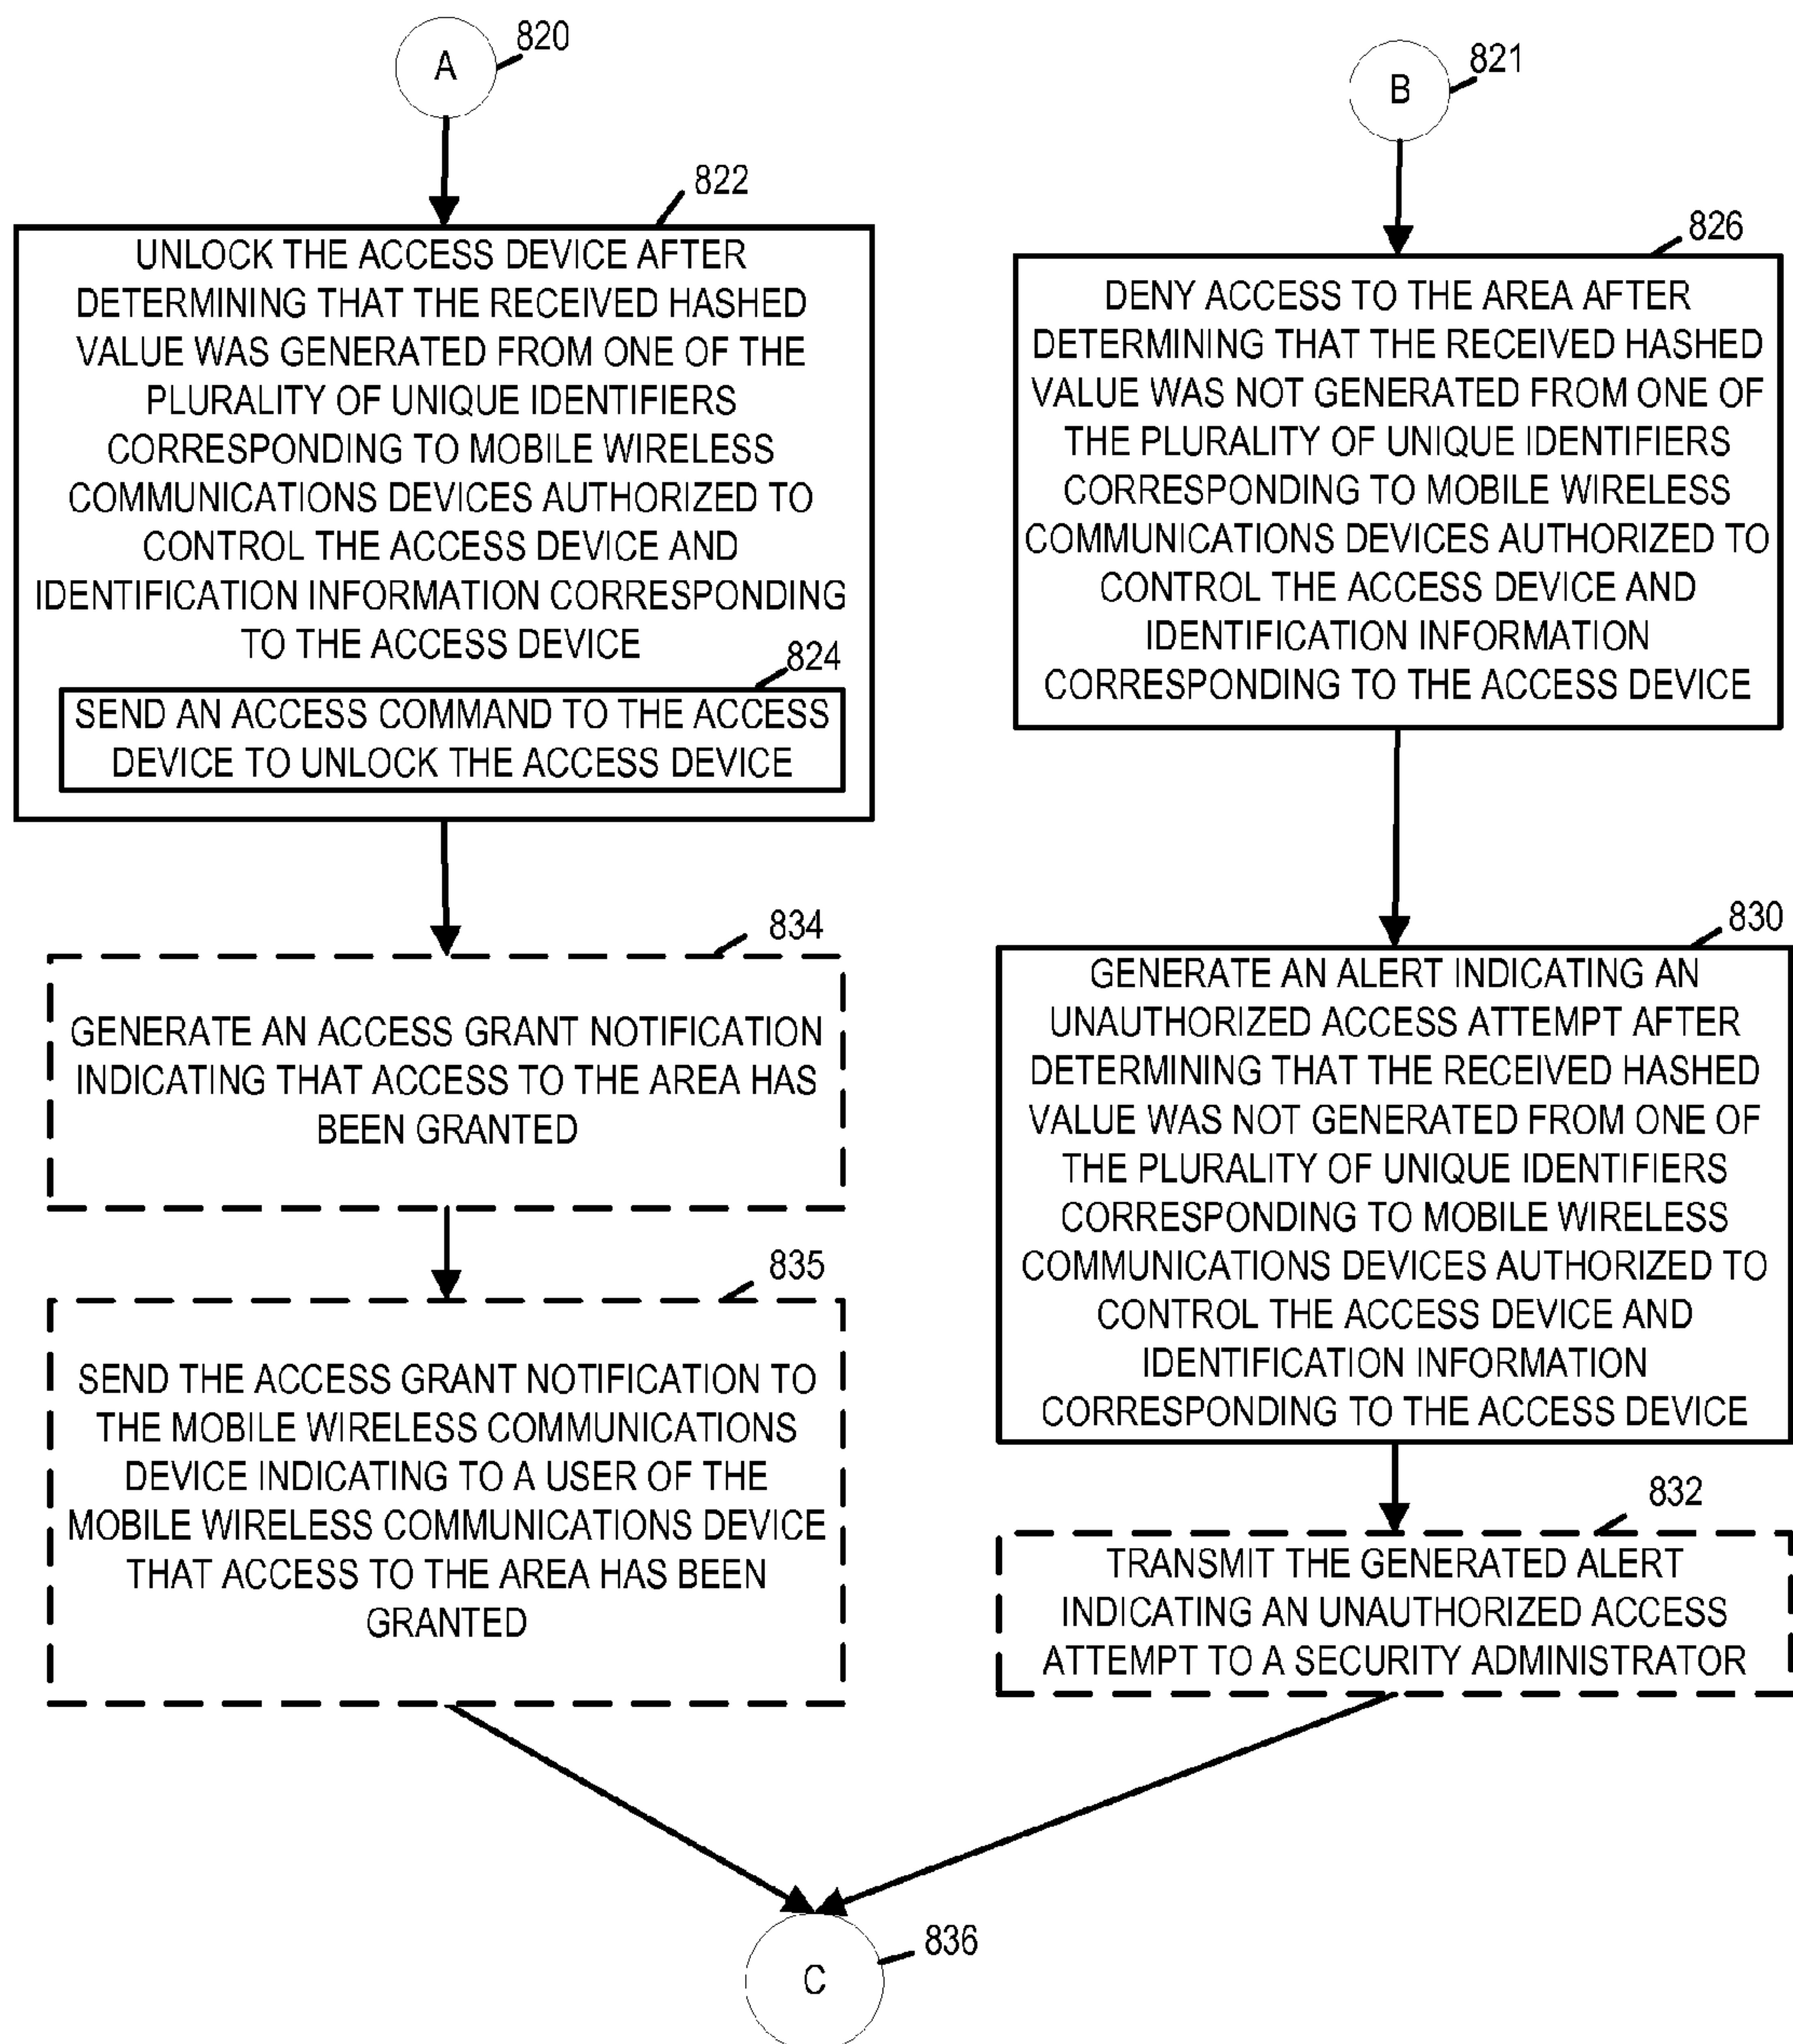 A
820
822
UNLOCK THE ACCESS DEVICE AFTER
DETERMINING THAT THE RECEIVED HASHED
VALUE WAS GENERATED FROM ONE OF THE
PLURALITY OF UNIQUE IDENTIFIERS
CORRESPONDING TO MOBILE WIRELESS
COMMUNICATIONS DEVICES AUTHORIZED TO
CONTROL THE ACCESS DEVICE AND
IDENTIFICATION INFORMATION CORRESPONDING
TO THE ACCESS DEVICE
824
SEND AN ACCESS COMMAND TO THE ACCESS
DEVICE TO UNLOCK THE ACCESS DEVICE
834
GENERATE AN ACCESS GRANT NOTIFICATION
INDICATING THAT ACCESS TO THE AREA HAS
BEEN GRANTED
835
SEND THE ACCESS GRANT NOTIFICATION TO
THE MOBILE WIRELESS COMMUNICATIONS
DEVICE INDICATING TO A USER OF THE
MOBILE WIRELESS COMMUNICATIONS DEVICE
THAT ACCESS TO THE AREA HAS BEEN
GRANTED
B
821
826
DENY ACCESS TO THE AREA AFTER
DETERMINING THAT THE RECEIVED HASHED
VALUE WAS NOT GENERATED FROM ONE OF
THE PLURALITY OF UNIQUE IDENTIFIERS
CORRESPONDING TO MOBILE WIRELESS
COMMUNICATIONS DEVICES AUTHORIZED TO
CONTROL THE ACCESS DEVICE AND
IDENTIFICATION INFORMATION
CORRESPONDING TO THE ACCESS DEVICE
830
GENERATE AN ALERT INDICATING AN
UNAUTHORIZED ACCESS ATTEMPT AFTER
DETERMINING THAT THE RECEIVED HASHED
VALUE WAS NOT GENERATED FROM ONE OF
THE PLURALITY OF UNIQUE IDENTIFIERS
CORRESPONDING TO MOBILE WIRELESS
COMMUNICATIONS DEVICES AUTHORIZED TO
CONTROL THE ACCESS DEVICE AND
IDENTIFICATION INFORMATION
CORRESPONDING TO THE ACCESS DEVICE
832
TRANSMIT THE GENERATED ALERT
INDICATING AN UNAUTHORIZED ACCESS
ATTEMPT TO A SECURITY ADMINISTRATOR
836
C